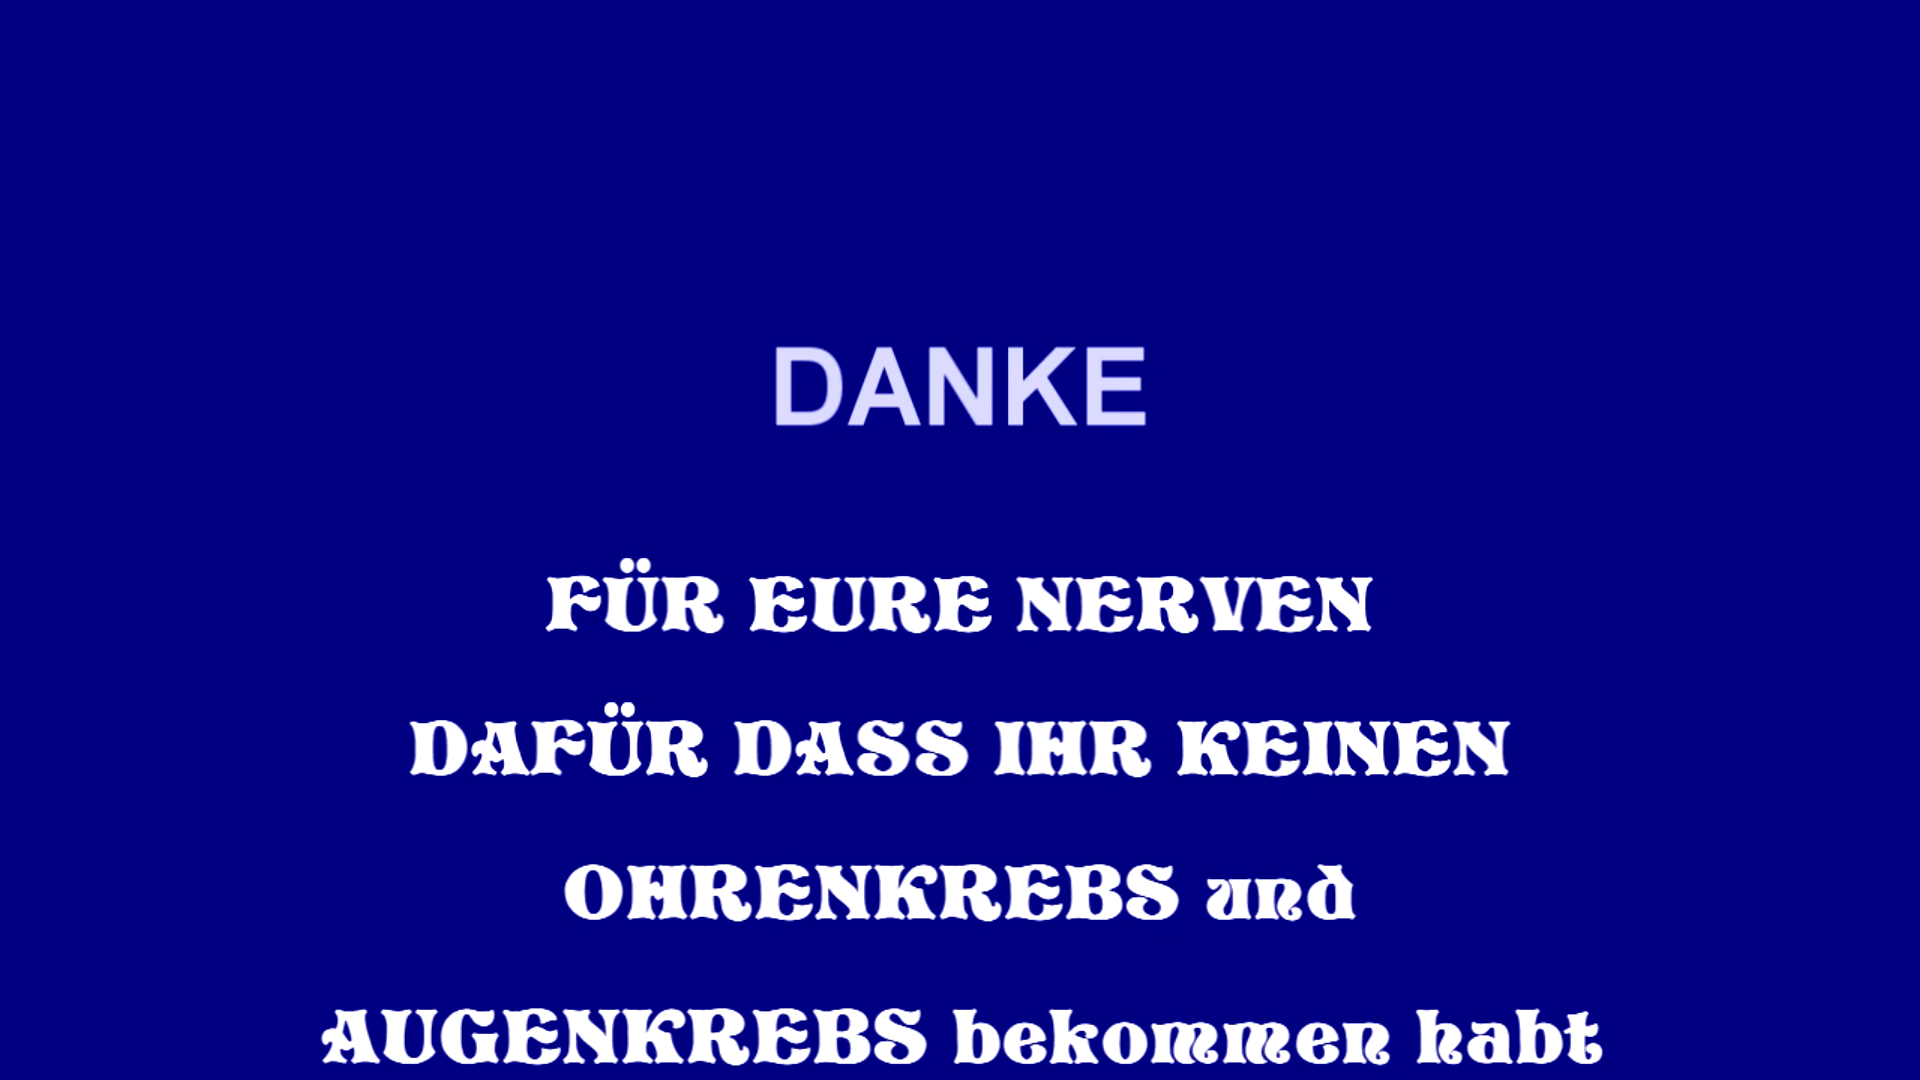 DANKE
FÜR EURE NERVEN
DAFÜR DASS IHR KEINEN
OHRENKREBS und
AUGENKREBS bekommen habt